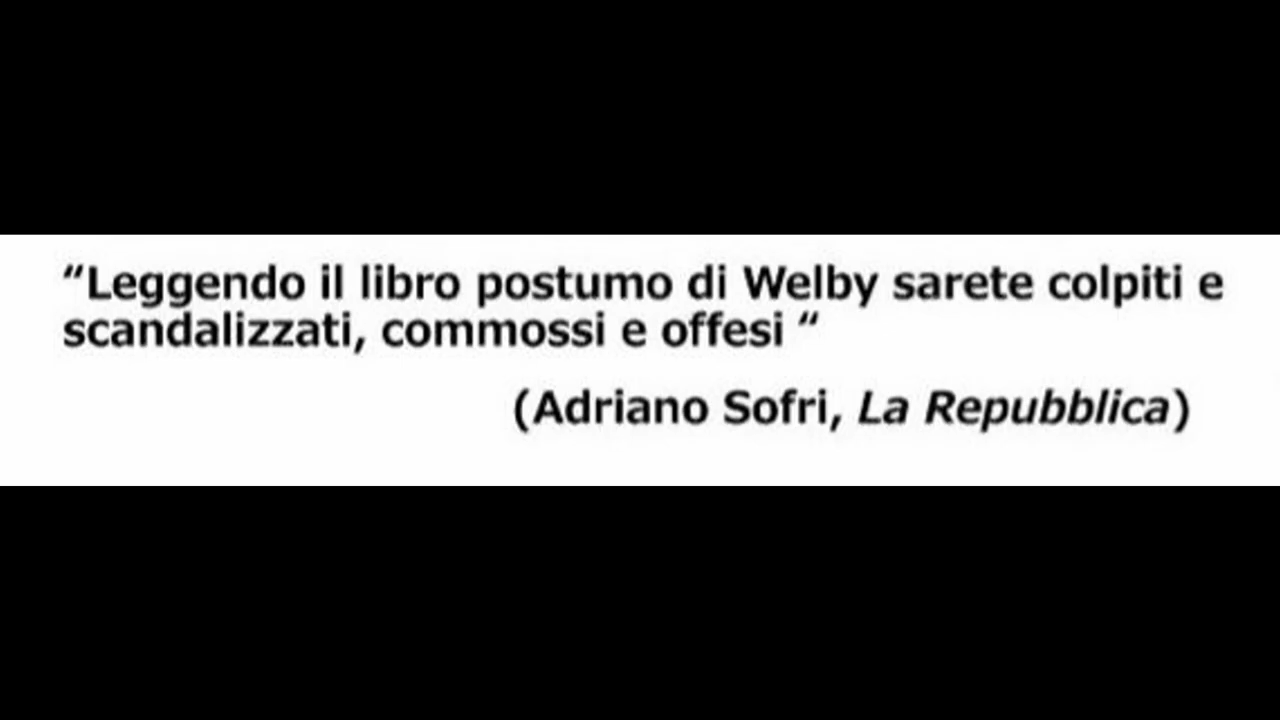 “Leggendo il libro postumo di Welby sarete colpiti e
scandalizzati, commossi e offesi “
(Adriano Sofri, La Repubblica)